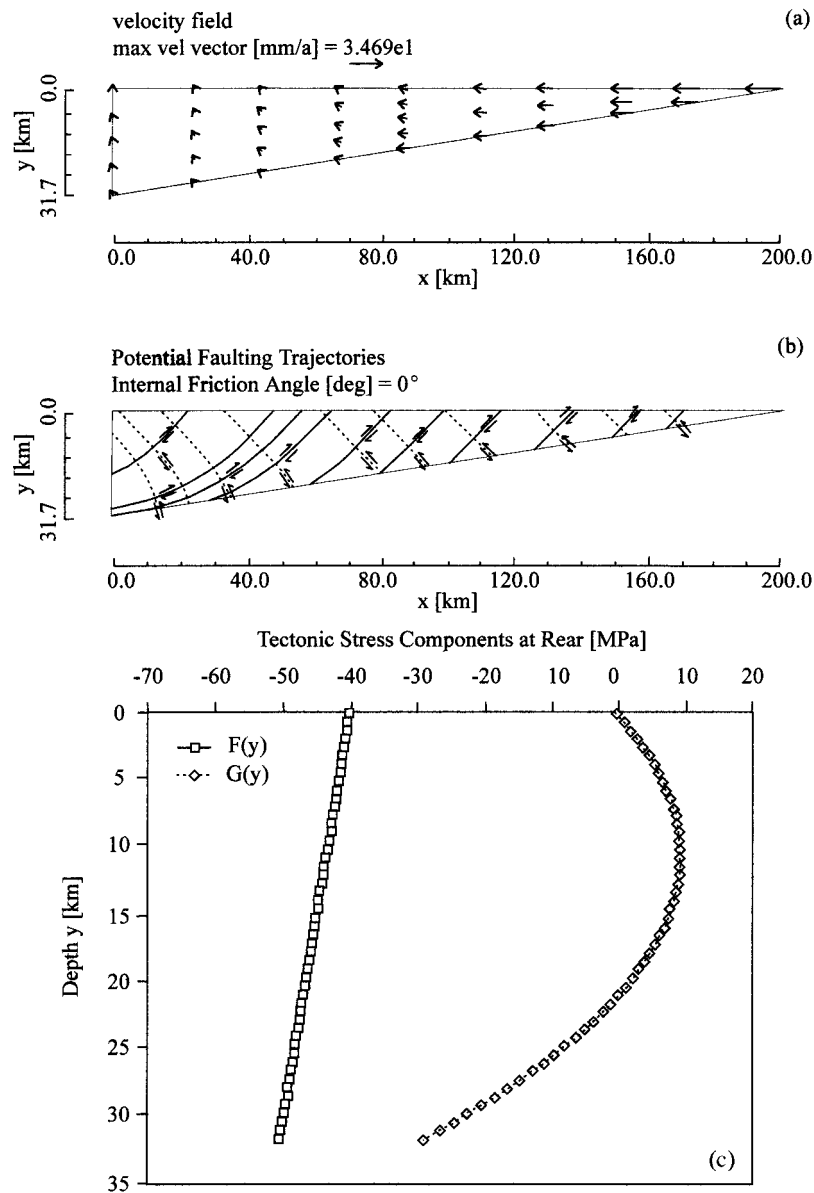 (a)
velocity field
max vel vector [mm/a] = 3.469e1
0.0
y [km]
31.7
0.0 40.0 80.0 120.0 160.0 200.0
x [km]
(b)
Potential Faulting Trajectories
Internal Friction Angle [deg] = 0°
0.0
y [km]
31.7
0.0 40.0 80.0 120.0 160.0 200.0
x [km]
Tectonic Stress Components at Rear [MPa]
-70 -60 -50 -40 -30 -20 -10 0 10 20
0
F(y)
G(y)
5
10
15
Depth y [km]
20
25
30
35
(c)